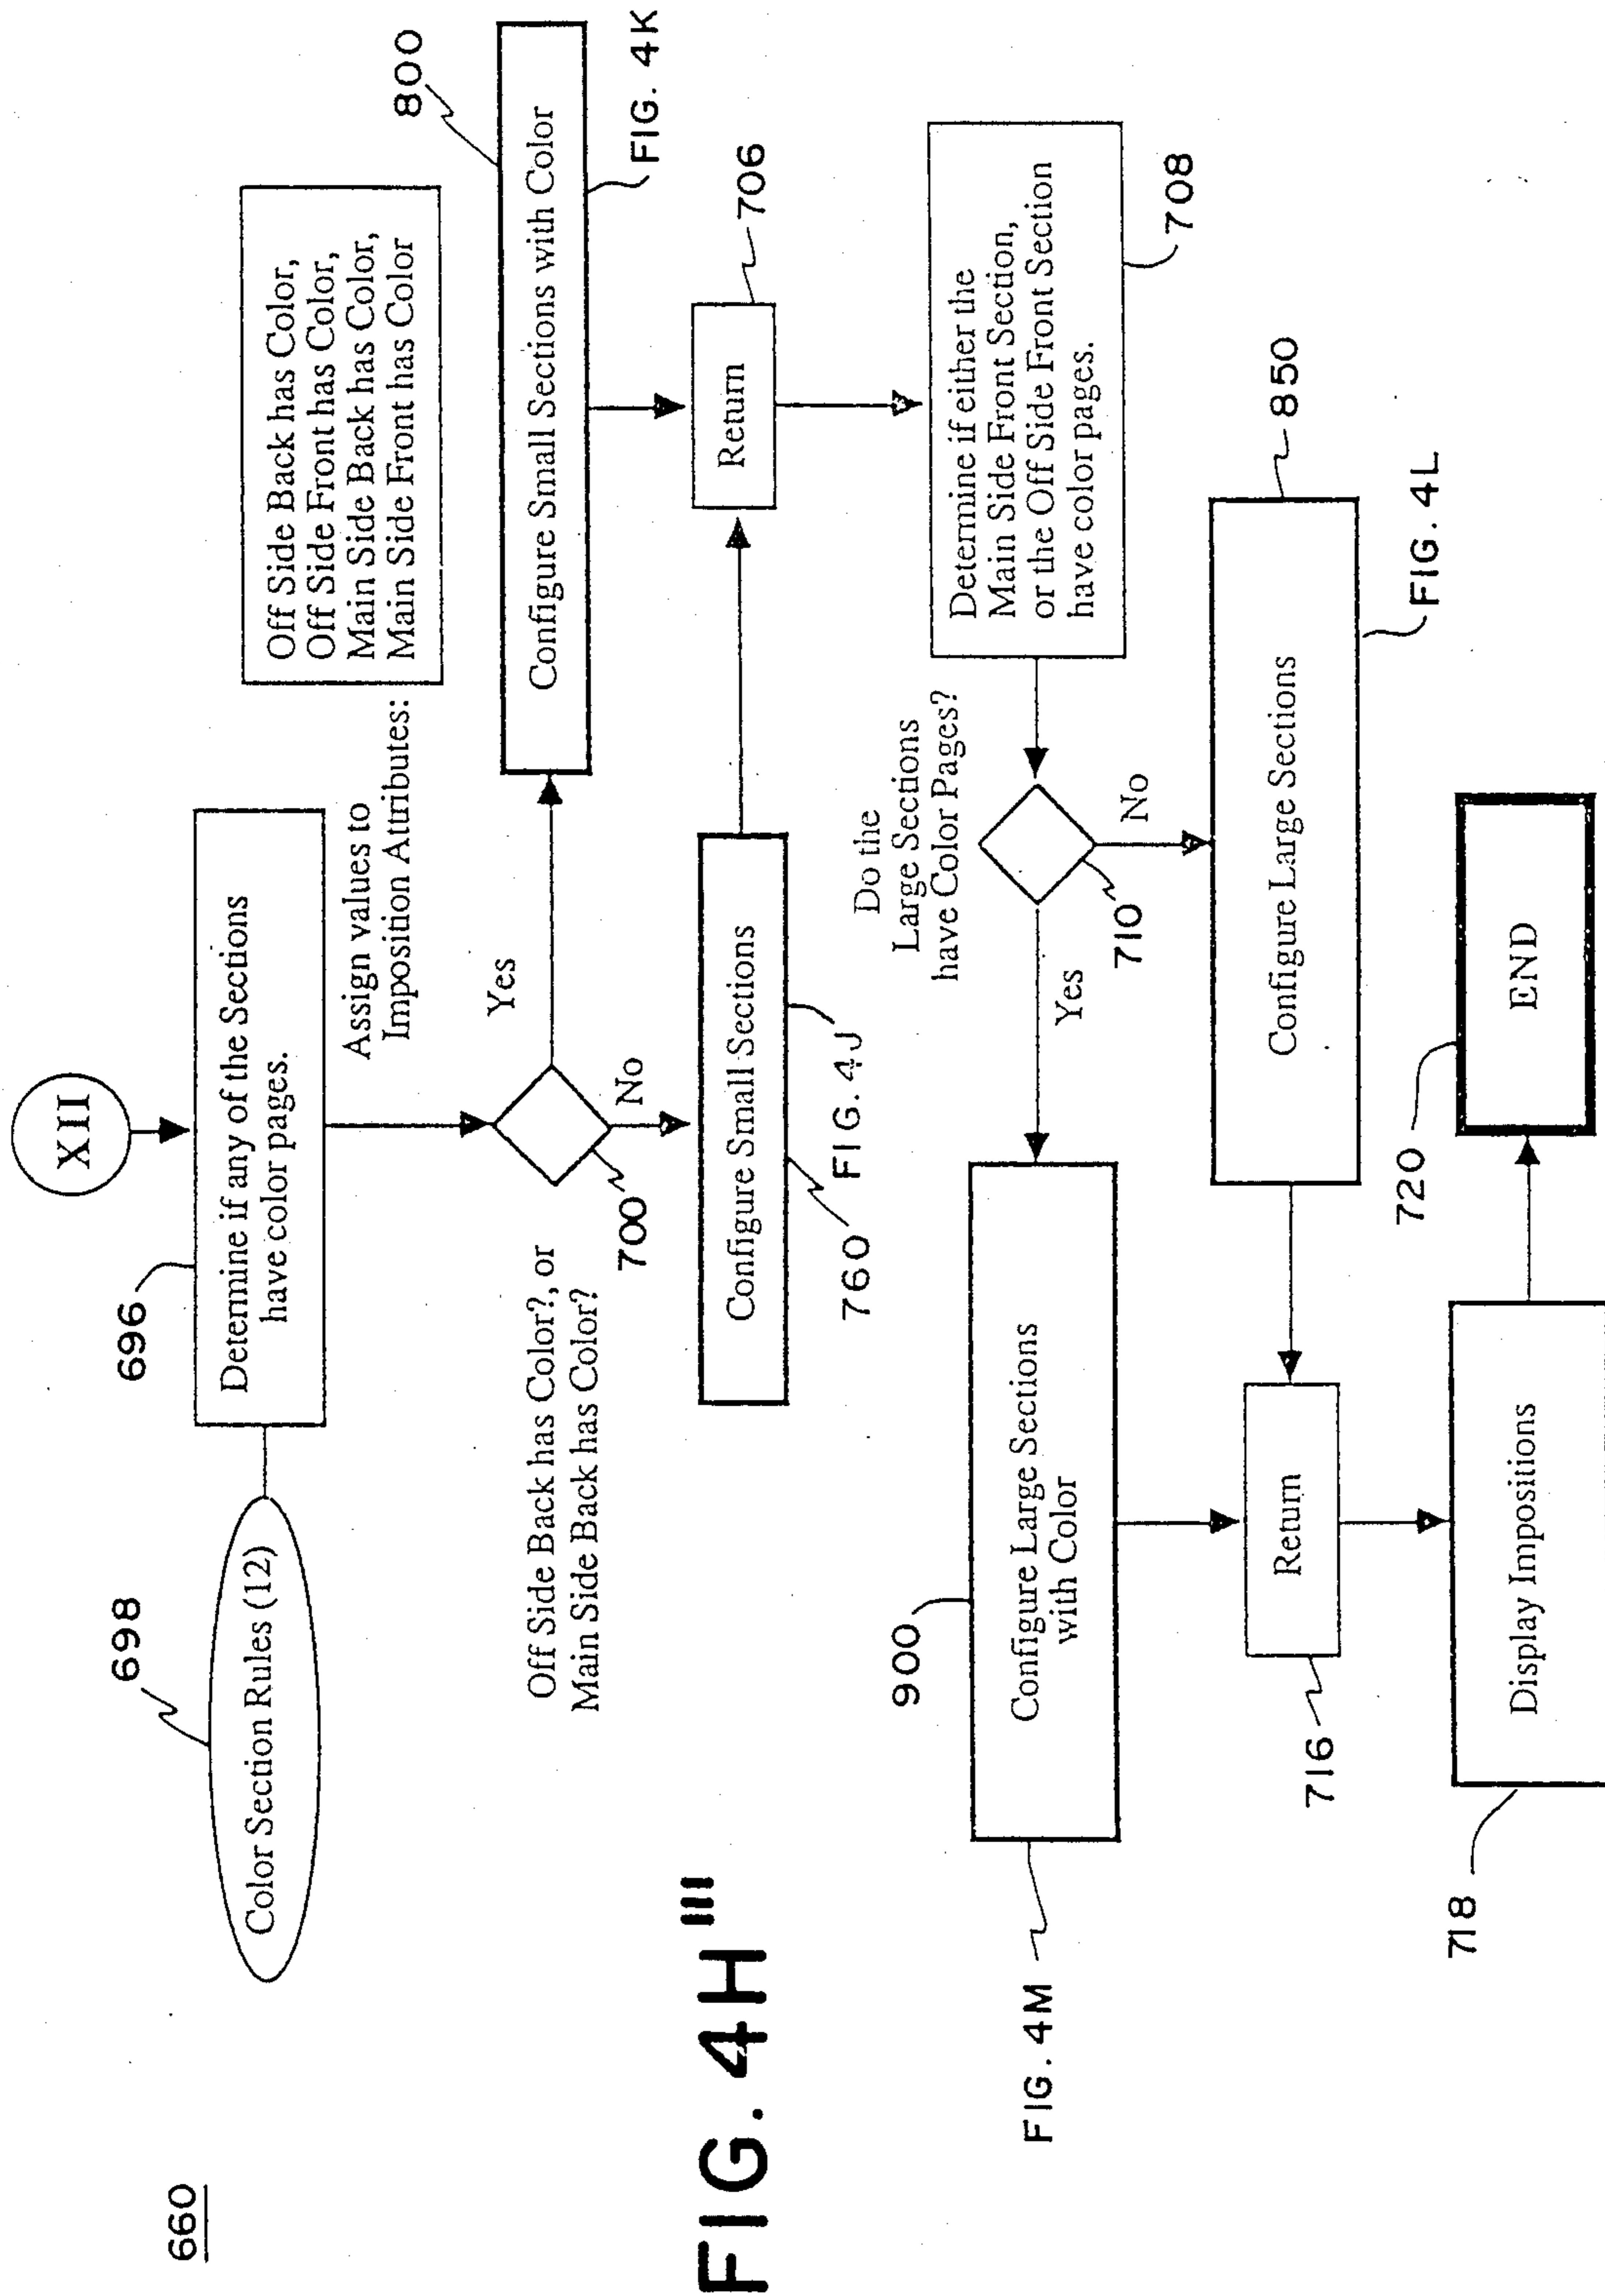 660
XII
698
Color Section Rules (12)
696
Determine if any of the Sections
have color pages.
Assign values to
Imposition Attributes:
Off Side Back has Color,
Off Side Front has Color,
Main Side Back has Color,
Main Side Front has Color
Off Side Back has Color?, or
Main Side Back has Color?
700
Yes
No
800
Configure Small Sections with Color
FIG. 4K
Configure Small Sections
760
FIG. 4J
Return
706
Determine if either the
Main Side Front Section,
or the Off Side Front Section
have color pages.
708
Do the
Large Sections
have Color Pages?
710
Yes
No
900
Configure Large Sections
with Color
FIG. 4M
Configure Large Sections
850
FIG. 4L
Return
716
Display Impositions
718
720
END
FIG. 4H'''